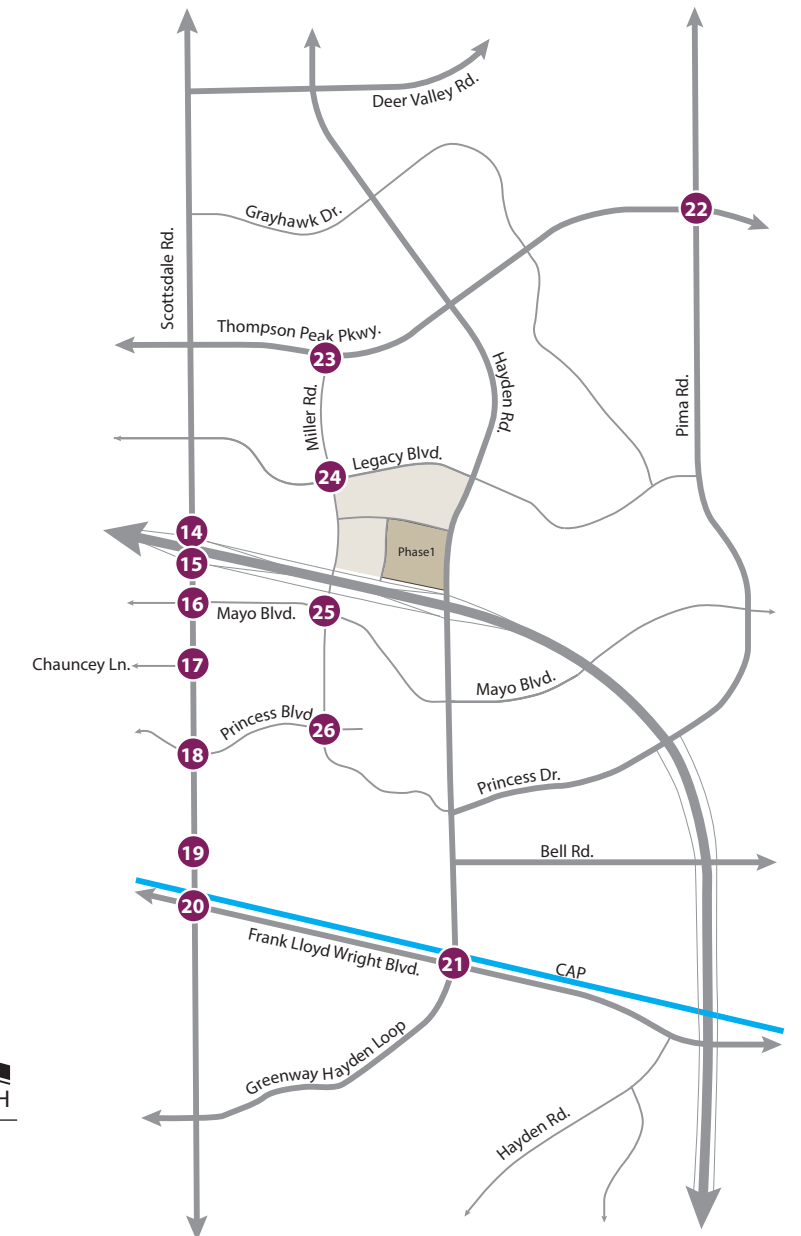 Deer Valley Rd.
Grayhawk Dr.
22
Scottsdale Rd.
Thompson Peak Pkwy.
23
Hayden Rd.
Miller Rd.
Pima Rd.
Legacy Blvd.
24
14
Phase1
15
16
Mayo Blvd.
25
Chauncey Ln.
17
Mayo Blvd.
Princess Blvd
26
18
Princess Dr.
19
Bell Rd.
20
Frank Lloyd Wright Blvd.
21
CAP
Greenway Hayden Loop
H
Hayden Rd.